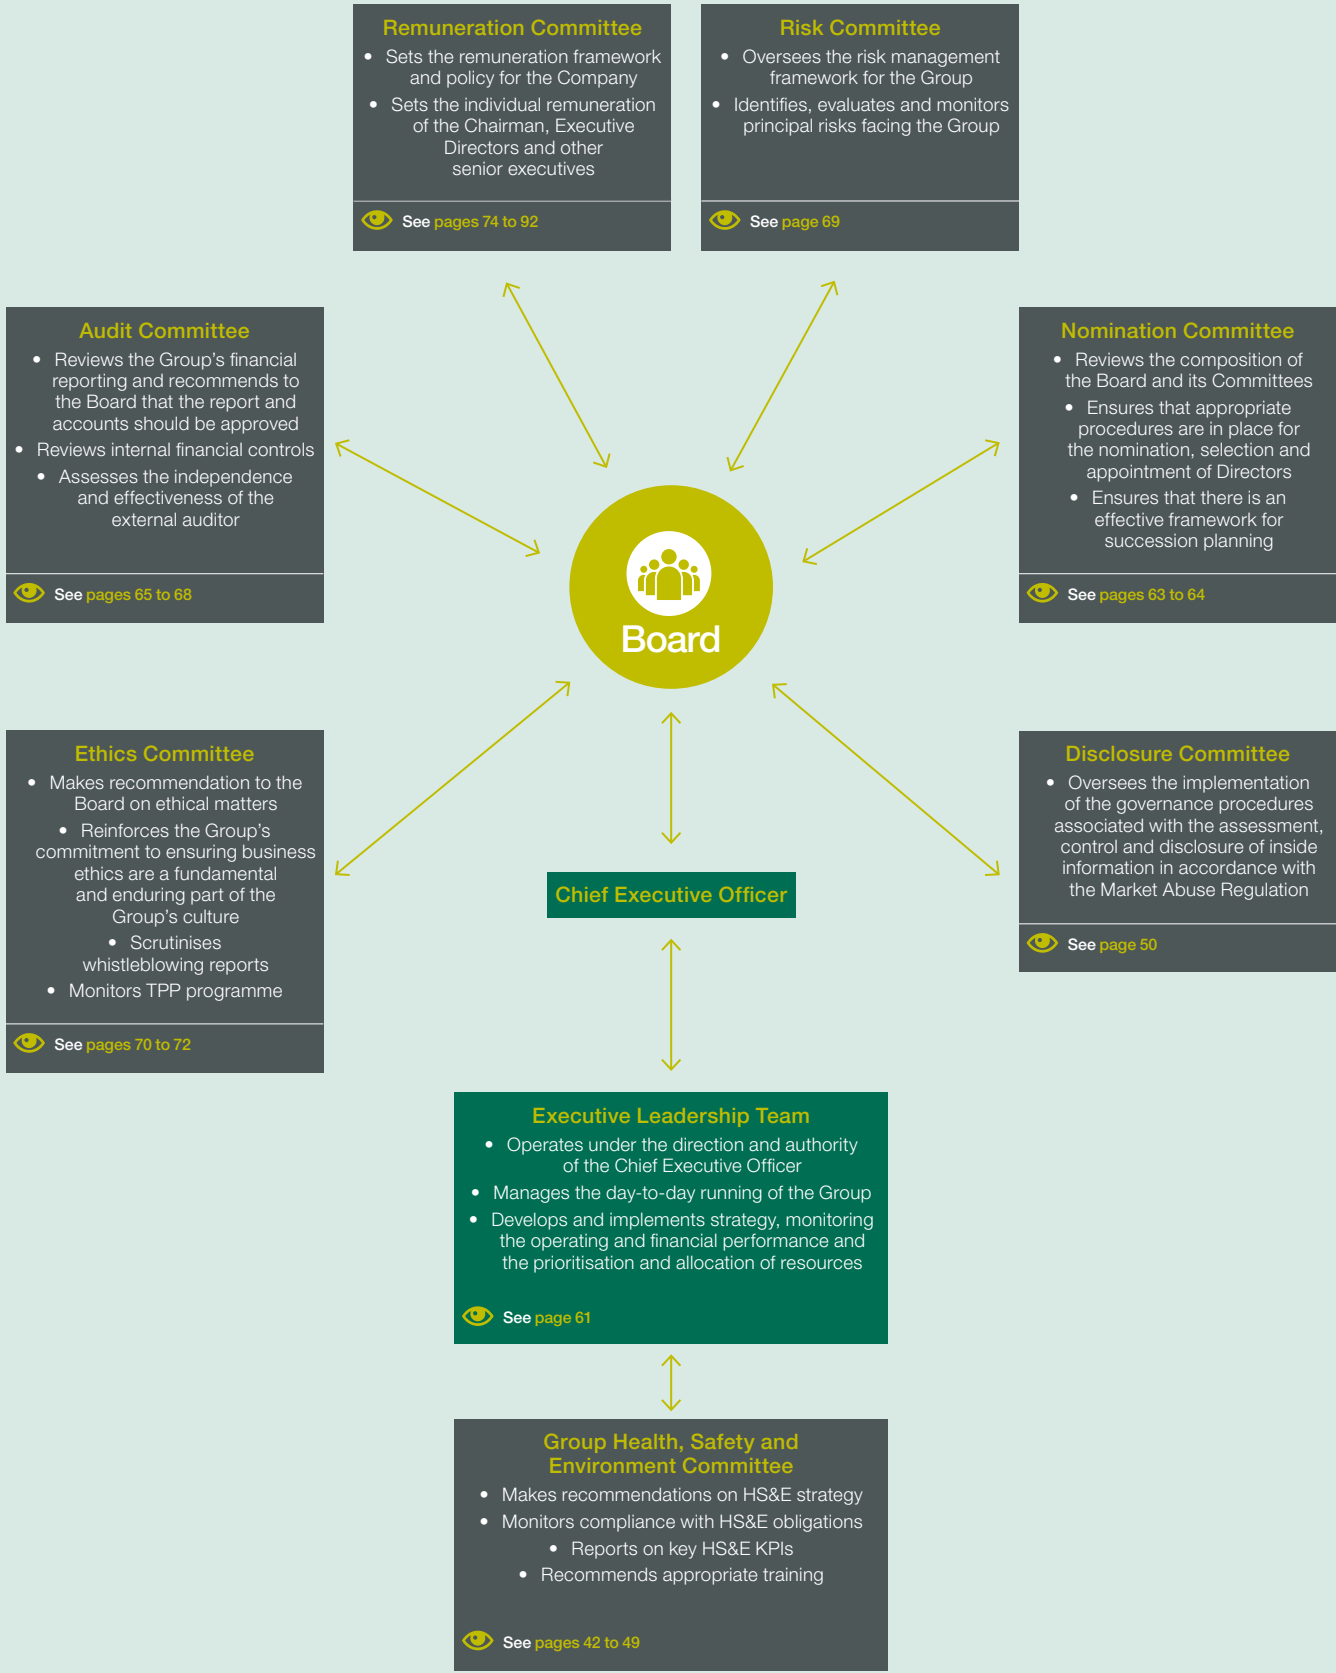 Remuneration Committee
• Sets the remuneration framework
and policy for the Company
• Sets the individual remuneration
of the Chairman, Executive
Directors and other
senior executives
See pages 74 to 92
Risk Committee
• Oversees the risk management
framework for the Group
• Identifies, evaluates and monitors
principal risks facing the Group
See page 69
Audit Committee
• Reviews the Group’s financial
reporting and recommends to
the Board that the report and
accounts should be approved
• Reviews internal financial controls
• Assesses the independence
and effectiveness of the
external auditor
See pages 65 to 68
Nomination Committee
• Reviews the composition of
the Board and its Committees
• Ensures that appropriate
procedures are in place for
the nomination, selection and
appointment of Directors
• Ensures that there is an
effective framework for
succession planning
See pages 63 to 64
Board
Ethics Committee
• Makes recommendation to the
Board on ethical matters
• Reinforces the Group’s
commitment to ensuring business
ethics are a fundamental
and enduring part of the
Group’s culture
• Scrutinises
whistleblowing reports
• Monitors TPP programme
See pages 70 to 72
Disclosure Committee
• Oversees the implementation
of the governance procedures
associated with the assessment,
control and disclosure of inside
information in accordance with
the Market Abuse Regulation
See page 50
Chief Executive Officer
Executive Leadership Team
• Operates under the direction and authority
of the Chief Executive Officer
• Manages the day-to-day running of the Group
• Develops and implements strategy, monitoring
the operating and financial performance and
the prioritisation and allocation of resources
See page 61
Group Health, Safety and
Environment Committee
• Makes recommendations on HS&E strategy
• Monitors compliance with HS&E obligations
• Reports on key HS&E KPIs
• Recommends appropriate training
See pages 42 to 49